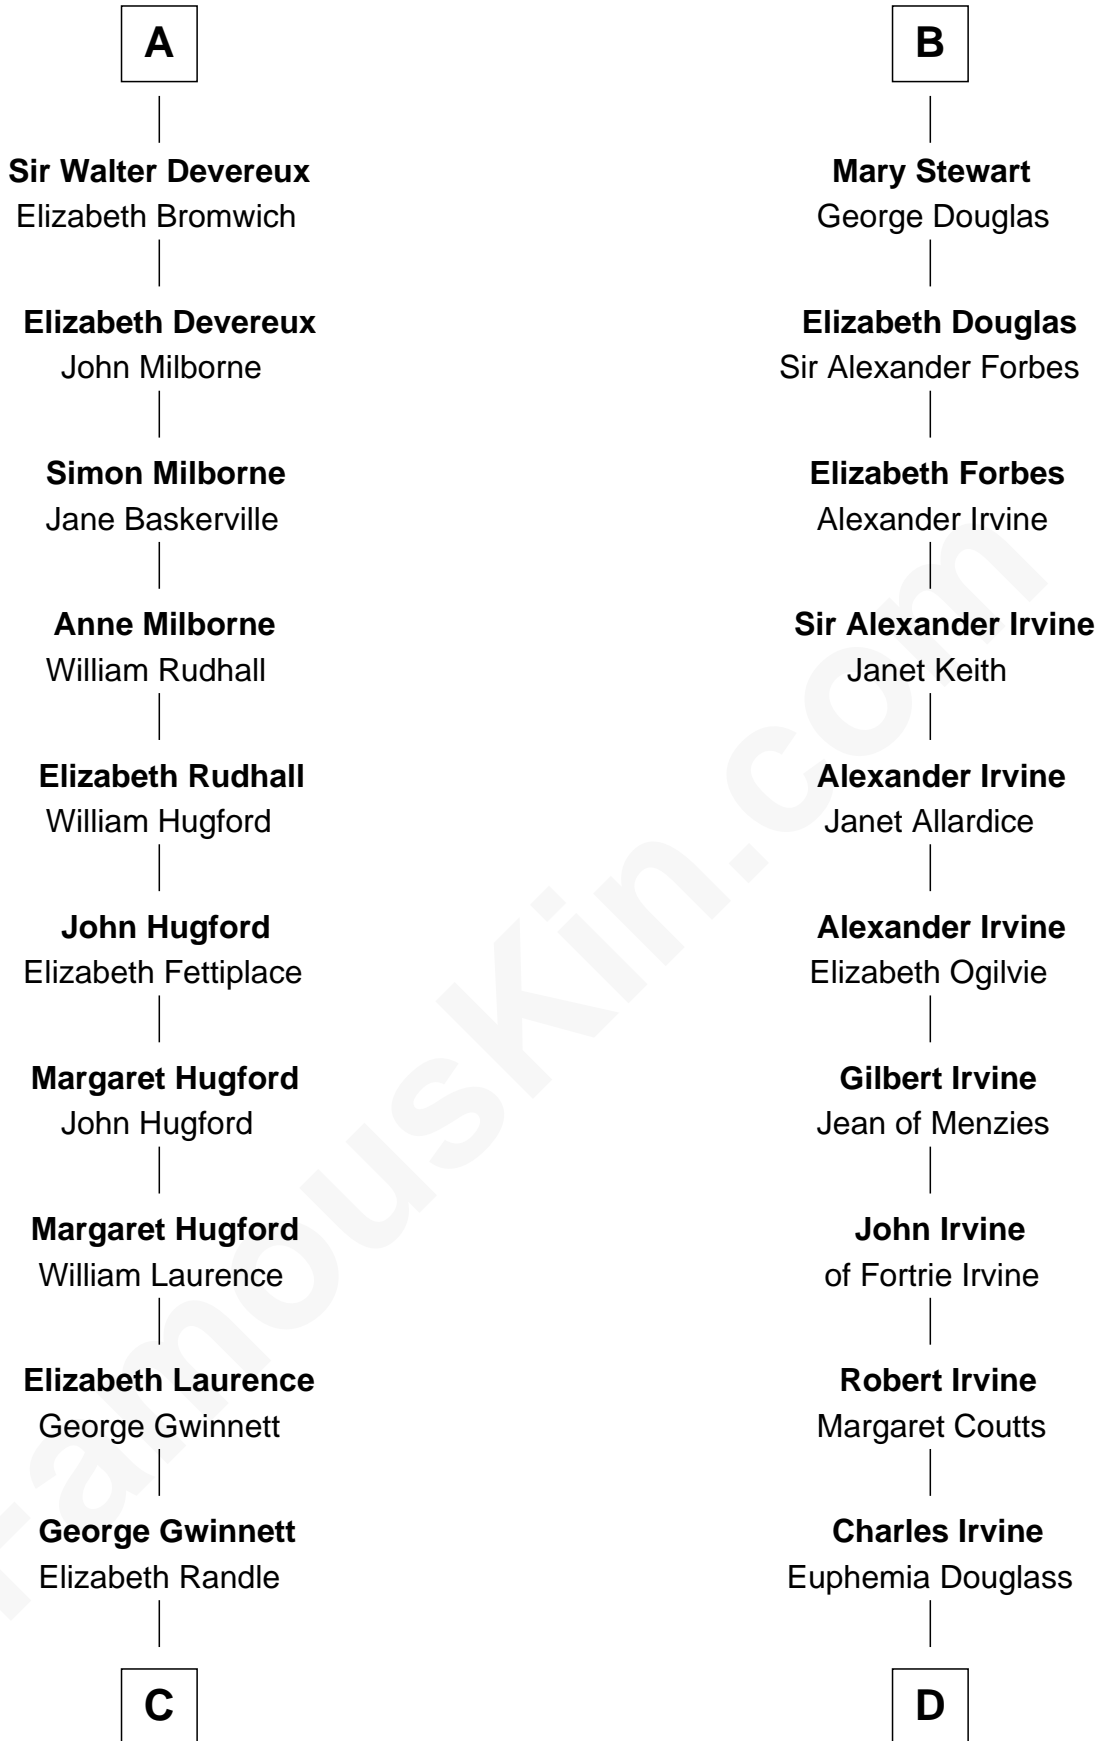 A
Sir Walter Devereux
Elizabeth Bromwich
Elizabeth Devereux
John Milborne
Simon Milborne
Jane Baskerville
Anne Milborne
William Rudhall
Elizabeth Rudhall
William Hugford
John Hugford
Elizabeth Fettiplace
Margaret Hugford
John Hugford
Margaret Hugford
William Laurence
Elizabeth Laurence
George Gwinnett
George Gwinnett
Elizabeth Randle
C
B
Mary Stewart
George Douglas
Elizabeth Douglas
Sir Alexander Forbes
Elizabeth Forbes
Alexander Irvine
Sir Alexander Irvine
Janet Keith
Alexander Irvine
Janet Allardice
Alexander Irvine
Elizabeth Ogilvie
Gilbert Irvine
Jean of Menzies
John Irvine
of Fortrie Irvine
Robert Irvine
Margaret Coutts
Charles Irvine
Euphemia Douglass
D
FamousKin.com